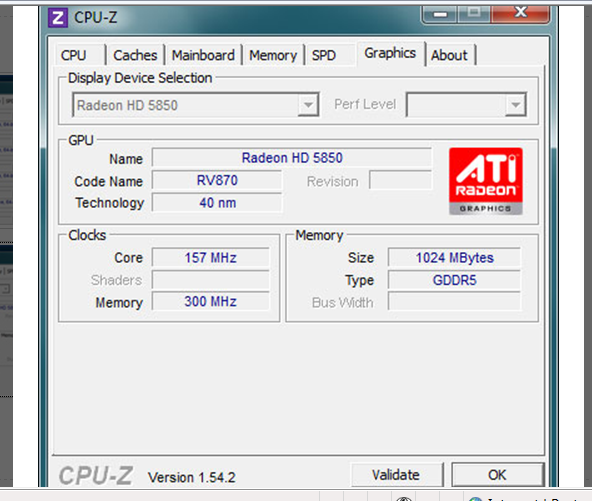 CPU-Z
CPU Caches Mainboard Memory SPD Graphics About
Display Device Selection
Radeon HD 5850 Perf Level
GPU
Name Radeon HD 5850
Code Name RV870 Revision
Technology 40 nm
ATI
RADEON
GRAPHICS
Clocks
Core 157 MHz
Shaders
Memory 300 MHz
Memory
Size 1024 MBytes
Type GDDR5
Bus Width
CPU-Z Version 1.54.2 Validate OK